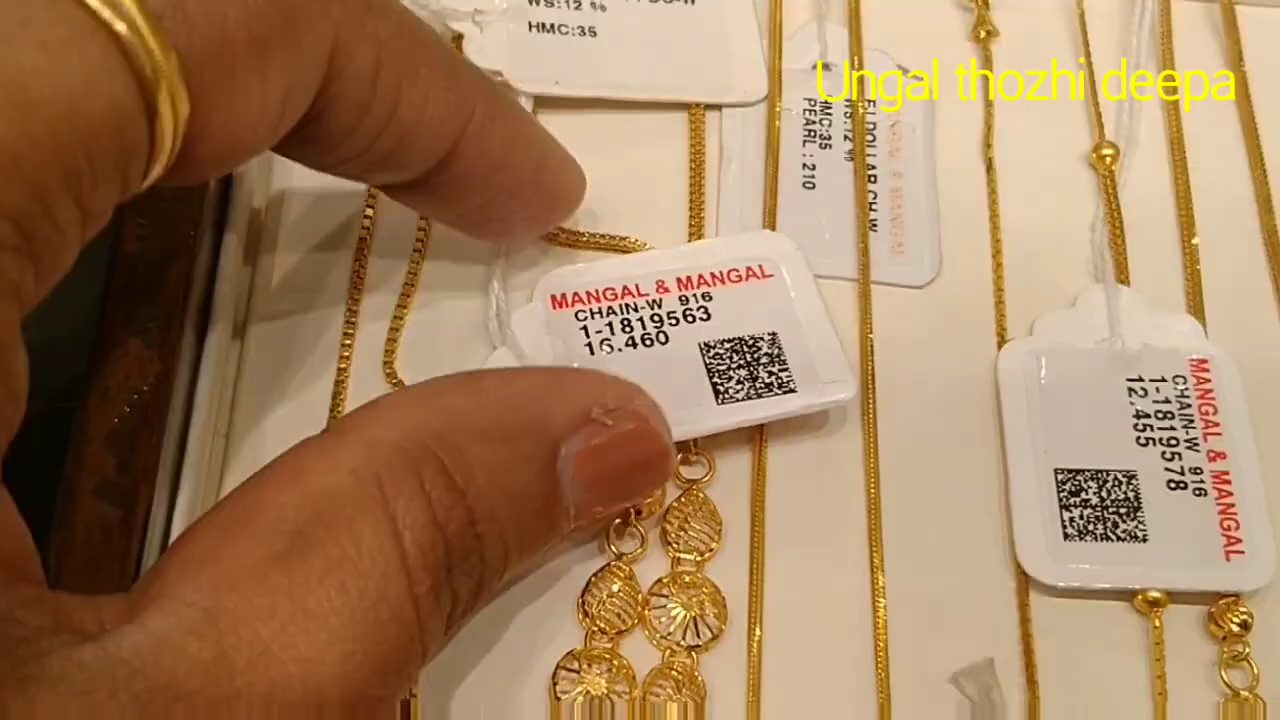 WS:12 %
HMC:35
Ungal thozhi deepa
HMC:35
PEARL : 210
WS:12 %
MANGAL & MANGAL
CHAIN-W 916
1-1819563
16.460
MANGAL & MANGAL
CHAIN-W 916
1-1819578
12.455